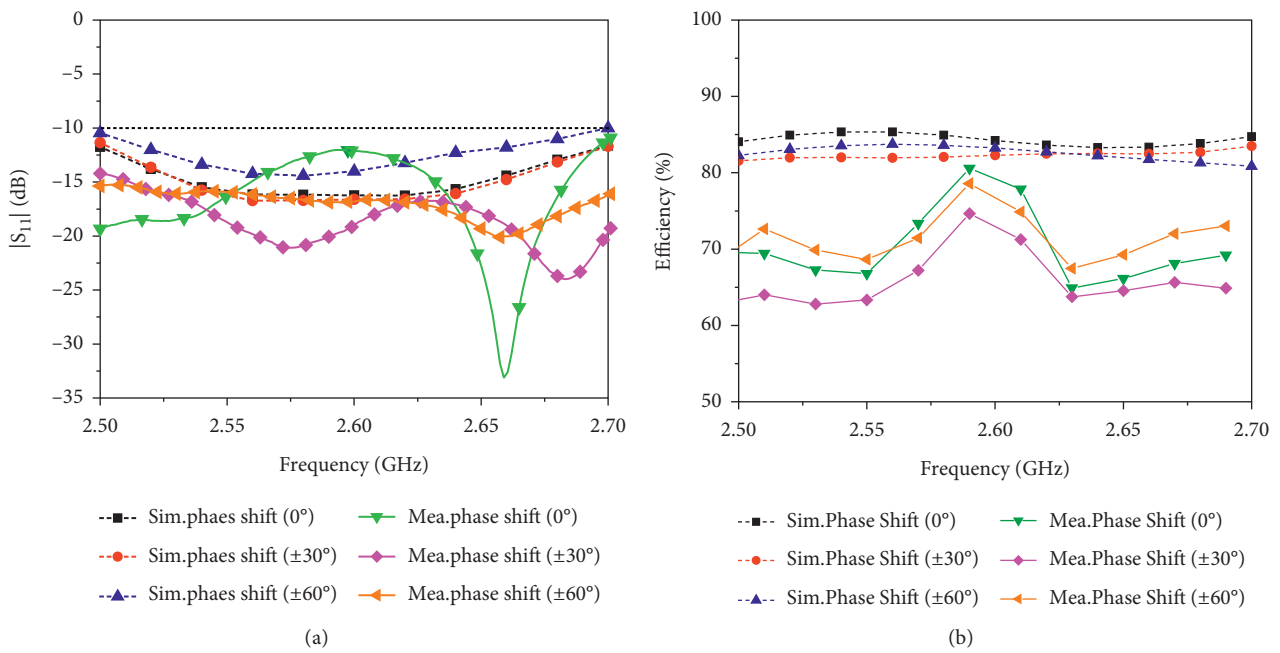 0
–5
–10
–15
–20
–25
–30
–35
|S11| (dB)
2.50 2.55 2.60 2.65 2.70
Frequency (GHz)
Sim.phaes shift (0°) Mea.phase shift (0°)
Sim.phaes shift (±30°) Mea.phase shift (±30°)
Sim.phaes shift (±60°) Mea.phase shift (±60°)
(a)
100
90
80
70
60
50
Efficiency (%)
2.50 2.55 2.60 2.65 2.70
Frequency (GHz)
Sim.Phase Shift (0°) Mea.Phase Shift (0°)
Sim.Phase Shift (±30°) Mea.Phase Shift (±30°)
Sim.Phase Shift (±60°) Mea.Phase Shift (±60°)
(b)